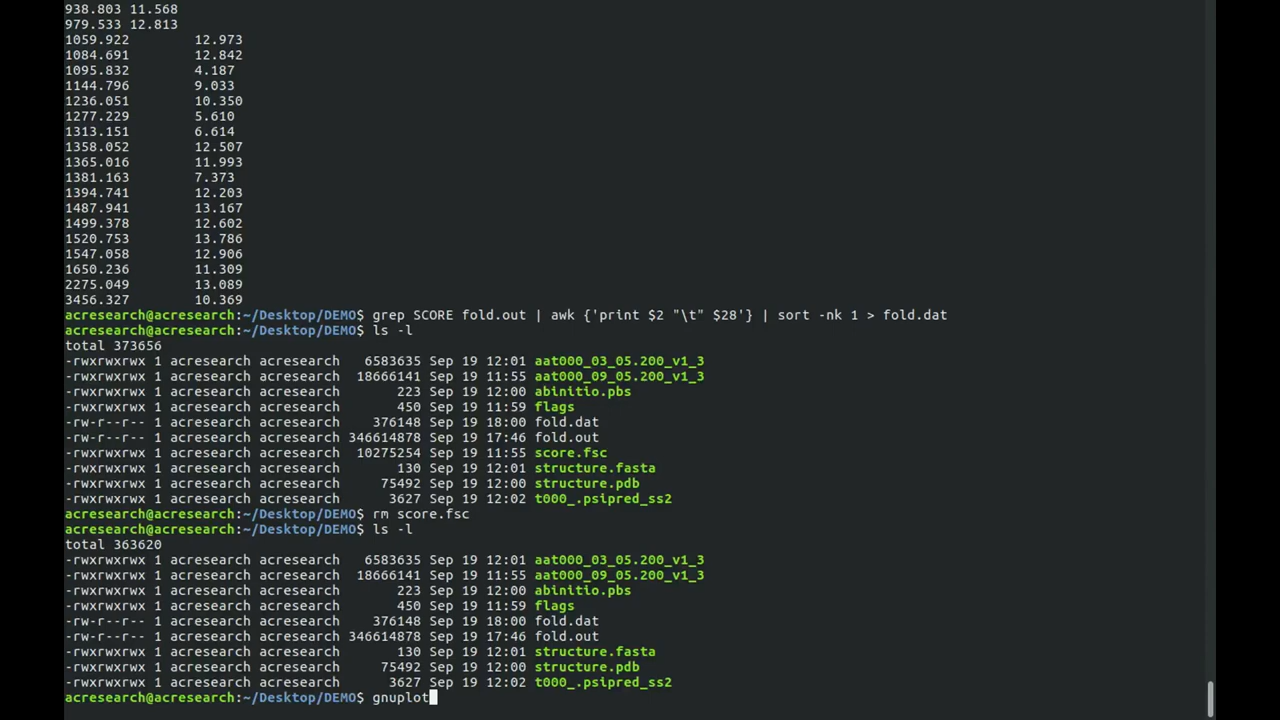 938.803 11.568
979.533 12.813
1059.922        12.973
1084.691        12.842
1095.832        4.187
1144.796        9.033
1236.051        10.350
1277.229        5.610
1313.151        6.614
1358.052        12.507
1365.016        11.993
1381.163        7.373
1394.741        12.203
1487.941        13.167
1499.378        12.602
1520.753        13.786
1547.058        12.906
1650.236        11.309
2275.049        13.089
3456.327        10.369
acresearch@acresearch:~/Desktop/DEMO$ grep SCORE fold.out | awk {'print $2 "\t" $28'} | sort -nk 1 > fold.dat
acresearch@acresearch:~/Desktop/DEMO$ ls -l
total 373656
-rwxrwxrwx 1 acresearch acresearch   6583635 Sep 19 12:01 aat000_03_05.200_v1_3
-rwxrwxrwx 1 acresearch acresearch  18666141 Sep 19 11:55 aat000_09_05.200_v1_3
-rwxrwxrwx 1 acresearch acresearch       223 Sep 19 12:00 abinitio.pbs
-rwxrwxrwx 1 acresearch acresearch       450 Sep 19 11:59 flags
-rw-r--r-- 1 acresearch acresearch    376148 Sep 19 18:00 fold.dat
-rw-r--r-- 1 acresearch acresearch 346614878 Sep 19 17:46 fold.out
-rwxrwxrwx 1 acresearch acresearch  10275254 Sep 19 11:55 score.fsc
-rwxrwxrwx 1 acresearch acresearch       130 Sep 19 12:01 structure.fasta
-rwxrwxrwx 1 acresearch acresearch     75492 Sep 19 12:00 structure.pdb
-rwxrwxrwx 1 acresearch acresearch      3627 Sep 19 12:02 t000_.psipred_ss2
acresearch@acresearch:~/Desktop/DEMO$ rm score.fsc
acresearch@acresearch:~/Desktop/DEMO$ ls -l
total 363620
-rwxrwxrwx 1 acresearch acresearch   6583635 Sep 19 12:01 aat000_03_05.200_v1_3
-rwxrwxrwx 1 acresearch acresearch  18666141 Sep 19 11:55 aat000_09_05.200_v1_3
-rwxrwxrwx 1 acresearch acresearch       223 Sep 19 12:00 abinitio.pbs
-rwxrwxrwx 1 acresearch acresearch       450 Sep 19 11:59 flags
-rw-r--r-- 1 acresearch acresearch    376148 Sep 19 18:00 fold.dat
-rw-r--r-- 1 acresearch acresearch 346614878 Sep 19 17:46 fold.out
-rwxrwxrwx 1 acresearch acresearch       130 Sep 19 12:01 structure.fasta
-rwxrwxrwx 1 acresearch acresearch     75492 Sep 19 12:00 structure.pdb
-rwxrwxrwx 1 acresearch acresearch      3627 Sep 19 12:02 t000_.psipred_ss2
acresearch@acresearch:~/Desktop/DEMO$ gnuplot